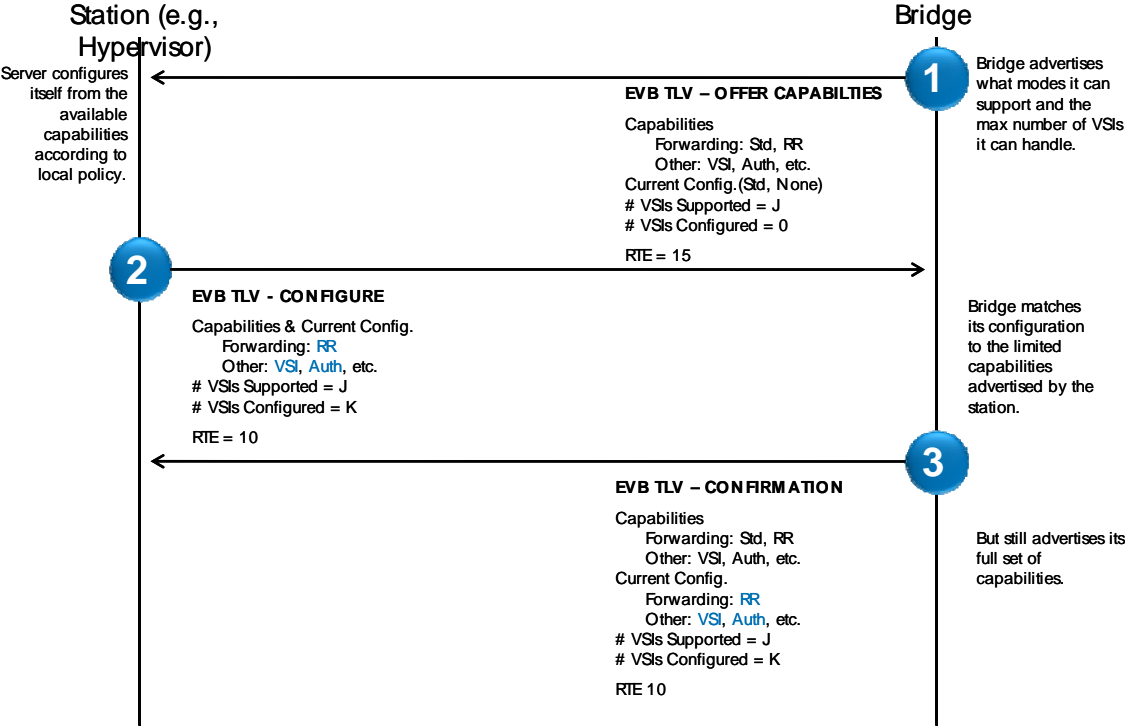 Station (e.g.,
Hypervisor)
Bridge
Server configures
itself from the
available
capabilities
according to
local policy.
1
Bridge advertises
what modes it can
support and the
max number of VSIs
it can handle.
EVB TLV – OFFER CAPABILTIES
Capabilities
Forwarding: Std, RR
Other: VSI, Auth, etc.
Current Config.(Std, None)
# VSIs Supported = J
# VSIs Configured = 0
RTE = 15
2
EVB TLV - CONFIGURE
Capabilities & Current Config.
Forwarding: RR
Other: VSI, Auth, etc.
# VSIs Supported = J
# VSIs Configured = K
RTE = 10
Bridge matches
its configuration
to the limited
capabilities
advertised by the
station.
3
EVB TLV – CONFIRMATION
Capabilities
Forwarding: Std, RR
Other: VSI, Auth, etc.
Current Config.
Forwarding: RR
Other: VSI, Auth, etc.
# VSIs Supported = J
# VSIs Configured = K
RTE 10
But still advertises its
full set of
capabilities.